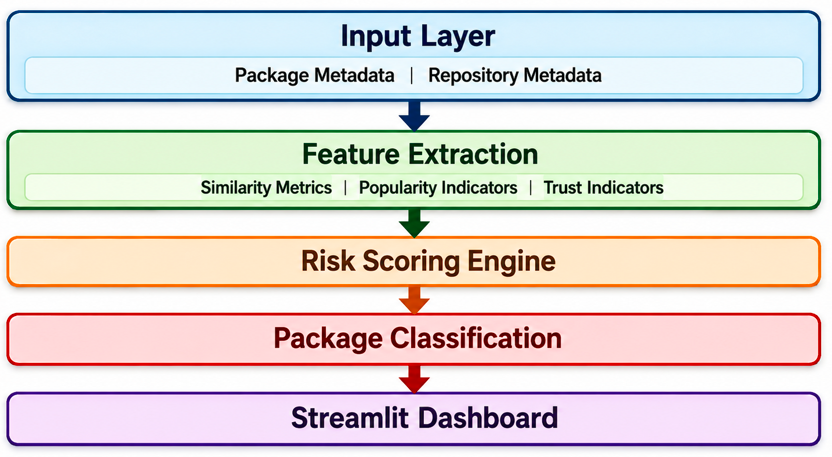 Input Layer
Package Metadata | Repository Metadata
Feature Extraction
Similarity Metrics | Popularity Indicators | Trust Indicators
Risk Scoring Engine
Package Classification
Streamlit Dashboard